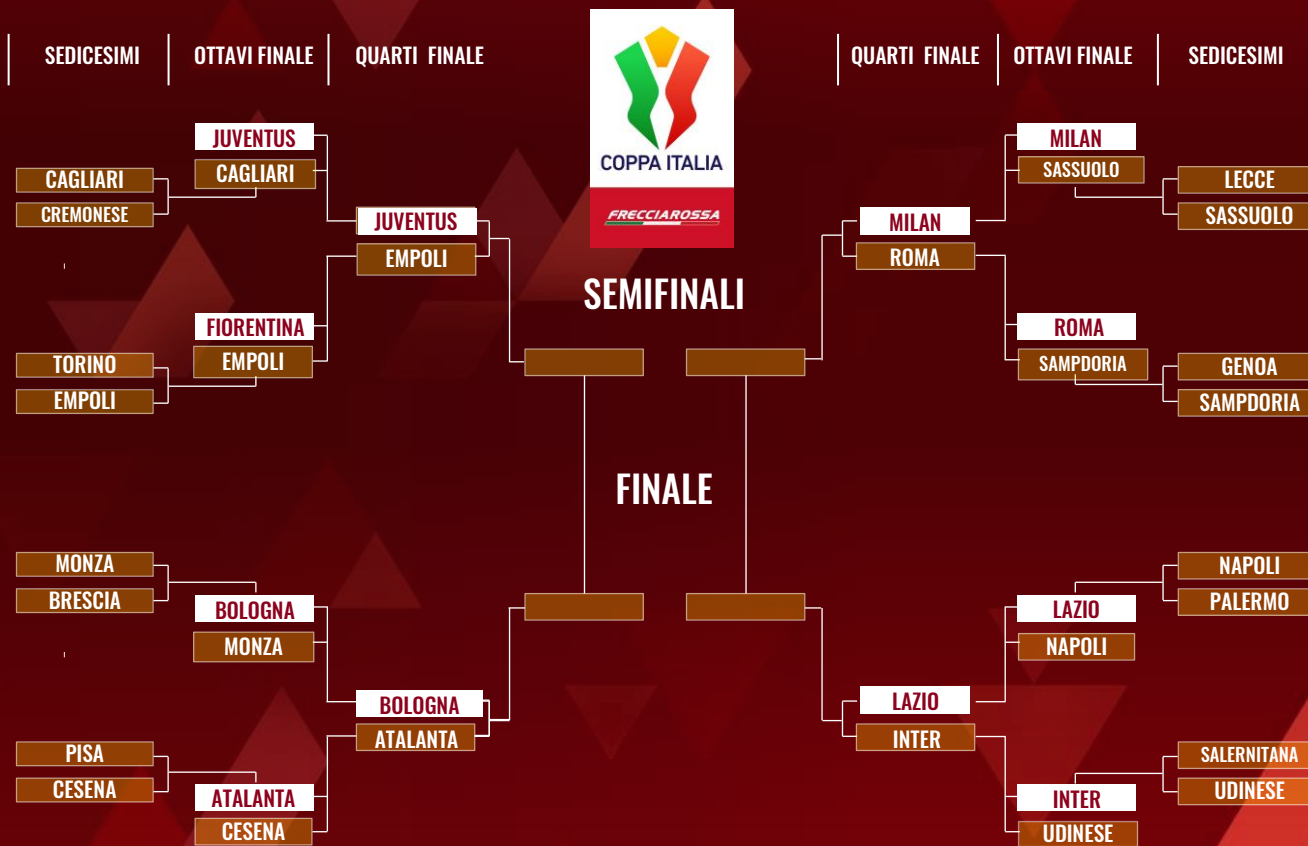 SEDICESIMI
OTTAVI FINALE
QUARTI FINALE
COPPA ITALIA
FRECCIAROSSA
QUARTI FINALE
OTTAVI FINALE
SEDICESIMI
CAGLIARI
CREMONESE
TORINO
EMPOLI
MONZA
BRESCIA
PISA
CESENA
JUVENTUS
CAGLIARI
FIORENTINA
EMPOLI
BOLOGNA
MONZA
ATALANTA
CESENA
JUVENTUS
EMPOLI
BOLOGNA
ATALANTA
SEMIFINALI
FINALE
MILAN
ROMA
LAZIO
INTER
MILAN
SASSUOLO
ROMA
SAMPDORIA
LAZIO
NAPOLI
INTER
UDINESE
LECCE
SASSUOLO
GENOA
SAMPDORIA
NAPOLI
PALERMO
SALERNITANA
UDINESE